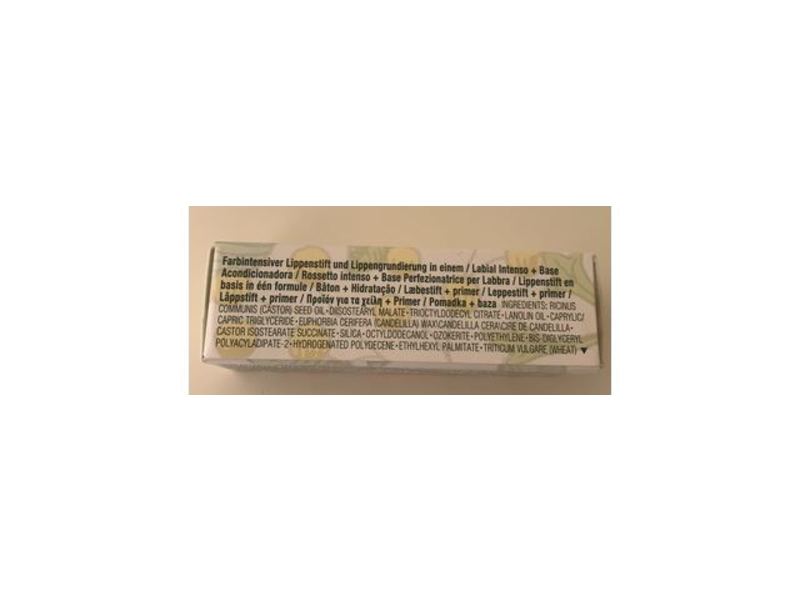 Farbintensiver Lippenstift und Lippengrundierung in einem / Labial Intenso + Base
Acondicionadora / Rossetto intenso + Base Perfezionatrice per Labbra / Lippenstift en
basis in één formule / Bâton + Hidratação / Læbestift + primer / Leppestift + primer /
Läppstift + primer / Προϊόν για τα χείλη + Primer / Pomadka + baza INGREDIENTS: RICINUS
COMMUNIS (CASTOR) SEED OIL • DIISOSTEARYL MALATE • TRIOCTYLDODECYL CITRATE • LANOLIN OIL • CAPRYLIC/
CAPRIC TRIGLYCERIDE • EUPHORBIA CERIFERA (CANDELILLA) WAX\CANDELILLA CERA\CIRE DE CANDELILLA •
CASTOR ISOSTEARATE SUCCINATE • SILICA • OCTYLDODECANOL • OZOKERITE • POLYETHYLENE • BIS-DIGLYCERYL
POLYACYLADIPATE-2 • HYDROGENATED POLYDECENE • ETHYLHEXYL PALMITATE • TRITICUM VULGARE (WHEAT) ▼